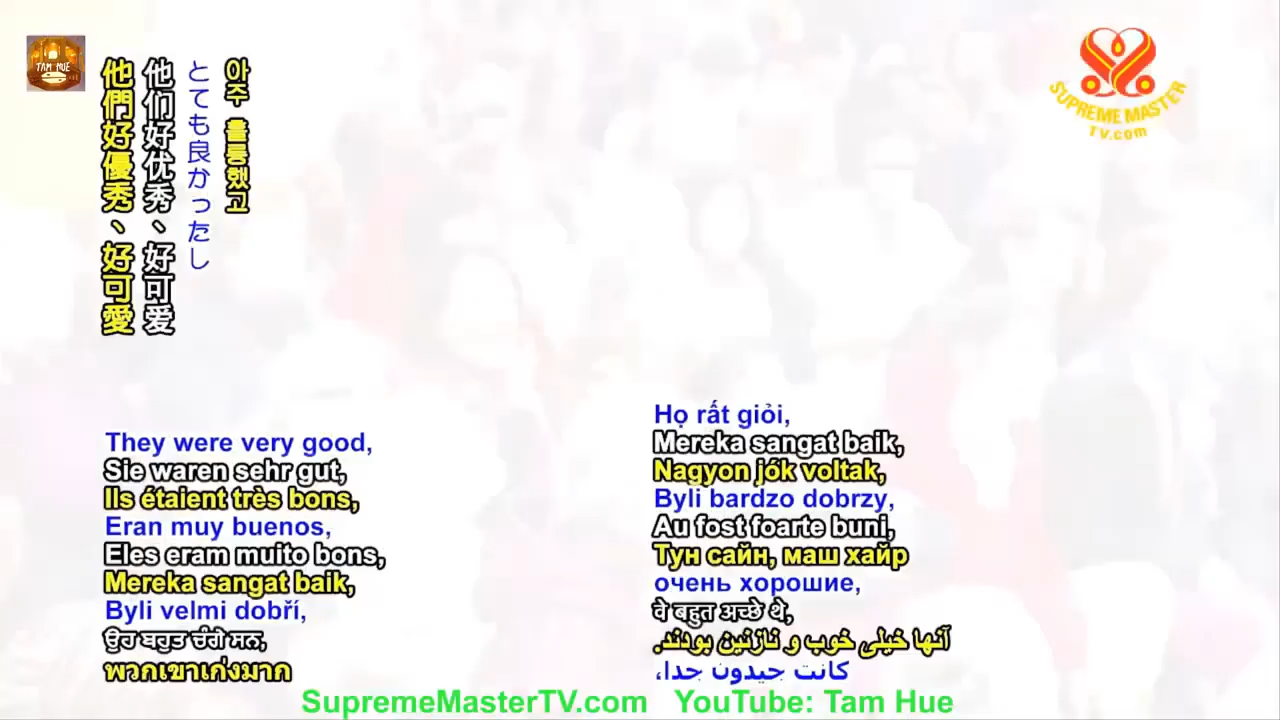 TAM HUE
SUPREME MASTER
TV.com
아주 훌륭했고
とても良かったし
他们好优秀、好可爱
他們好優秀、好可愛
They were very good,
Sie waren sehr gut,
Ils étaient très bons,
Eran muy buenos,
Eles eram muito bons,
Mereka sangat baik,
Byli velmi dobří,
ਉਹ ਬਹੁਤ ਚੰਗੇ ਸਨ,
พวกเขาเก่งมาก
Họ rất giỏi,
Mereka sangat baik,
Nagyon jók voltak,
Byli bardzo dobrzy,
Au fost foarte buni,
Тун сайн, маш хайр
очень хорошие,
वे बहुत अच्छे थे,
آنها خیلی خوب و نازنین بودند.
كانت جيدون جدا،
SupremeMasterTV.com YouTube: Tam Hue